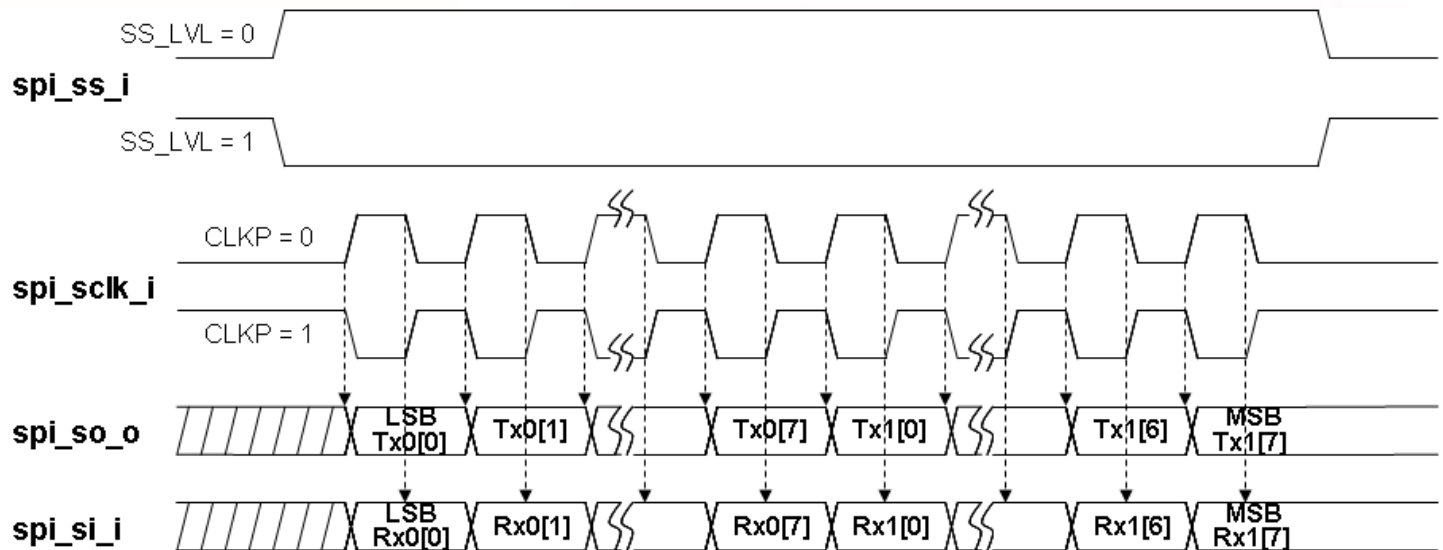 SS_LVL = 0
spi_ss_i
SS_LVL = 1
CLKP = 0
spi_sclk_i
CLKP = 1
spi_so_o
LSB
Tx0[0]
Tx0[1]
Tx0[7]
Tx1[0]
Tx1[6]
MSB
Tx1[7]
spi_si_i
LSB
Rx0[0]
Rx0[1]
Rx0[7]
Rx1[0]
Rx1[6]
MSB
Rx1[7]